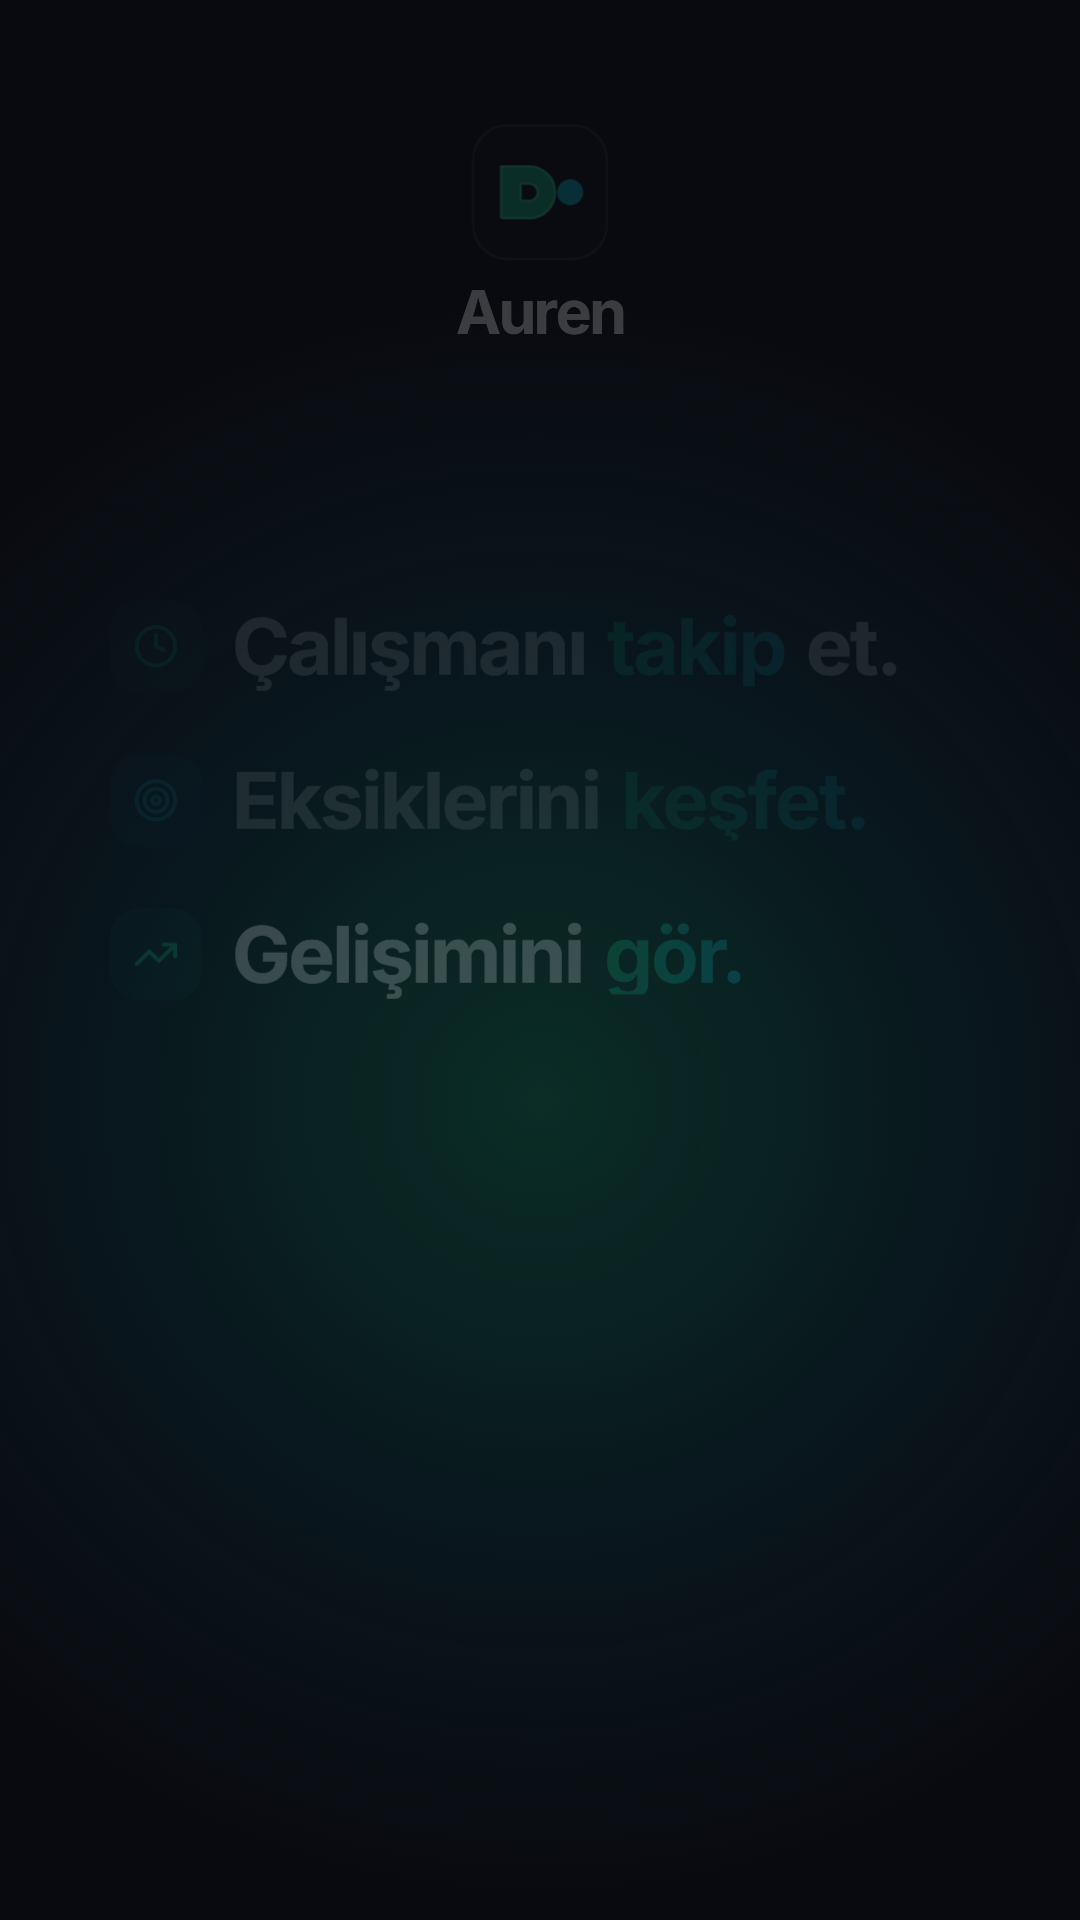 D
Auren
Çalışmanı takip et.
Eksiklerini keşfet.
Gelişimini gör.